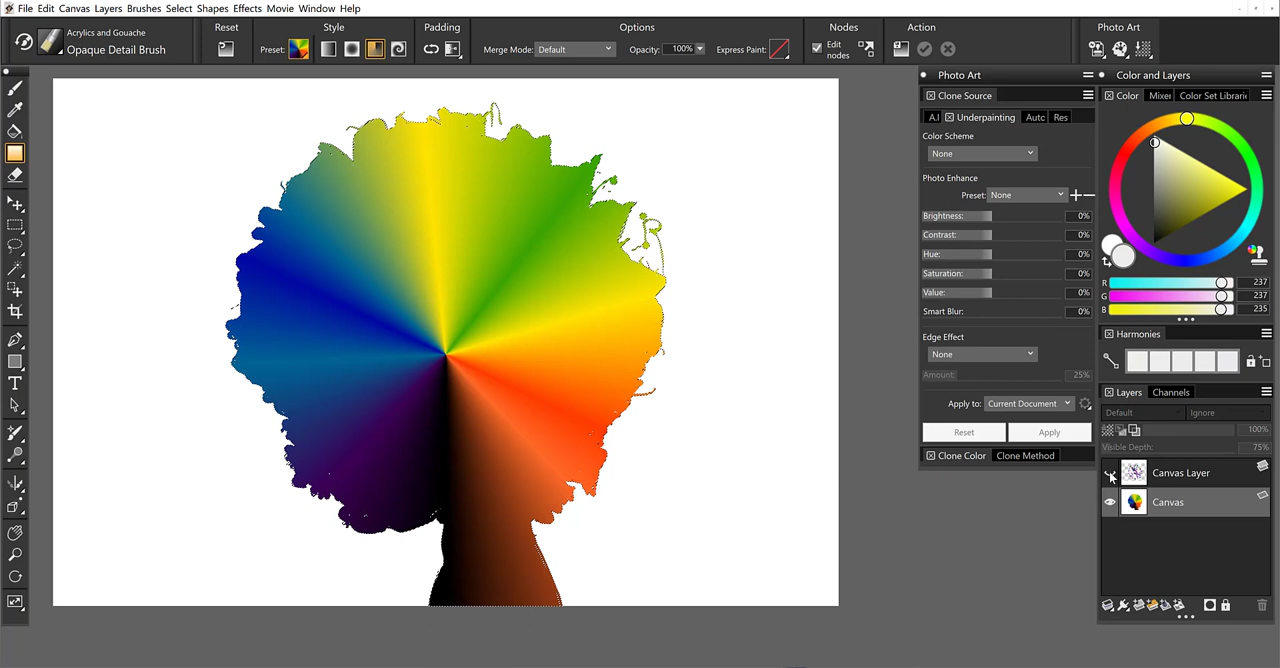 File Edit Canvas Layers Brushes Select Shapes Effects Movie Window Help
Acrylics and Gouache
Opaque Detail Brush
Reset
Style
Preset:
Padding
Options
Merge Mode: Default
Opacity: 100%
Express Paint:
Nodes
Edit
nodes
Action
Photo Art
Photo Art
Clone Source
A.I
Underpainting
Auto
Res
Color Scheme
None
Photo Enhance
Preset: None
Brightness: 0%
Contrast: 0%
Hue: 0%
Saturation: 0%
Value: 0%
Smart Blur: 0%
Edge Effect
None
Amount: 25%
Apply to: Current Document
Reset
Apply
Clone Color
Clone Method
Color and Layers
Color
Mixer
Color Set Librari
R 237
G 237
B 235
Harmonies
Layers
Channels
Default
Ignore
100%
Visible Depth: 75%
Canvas Layer
Canvas